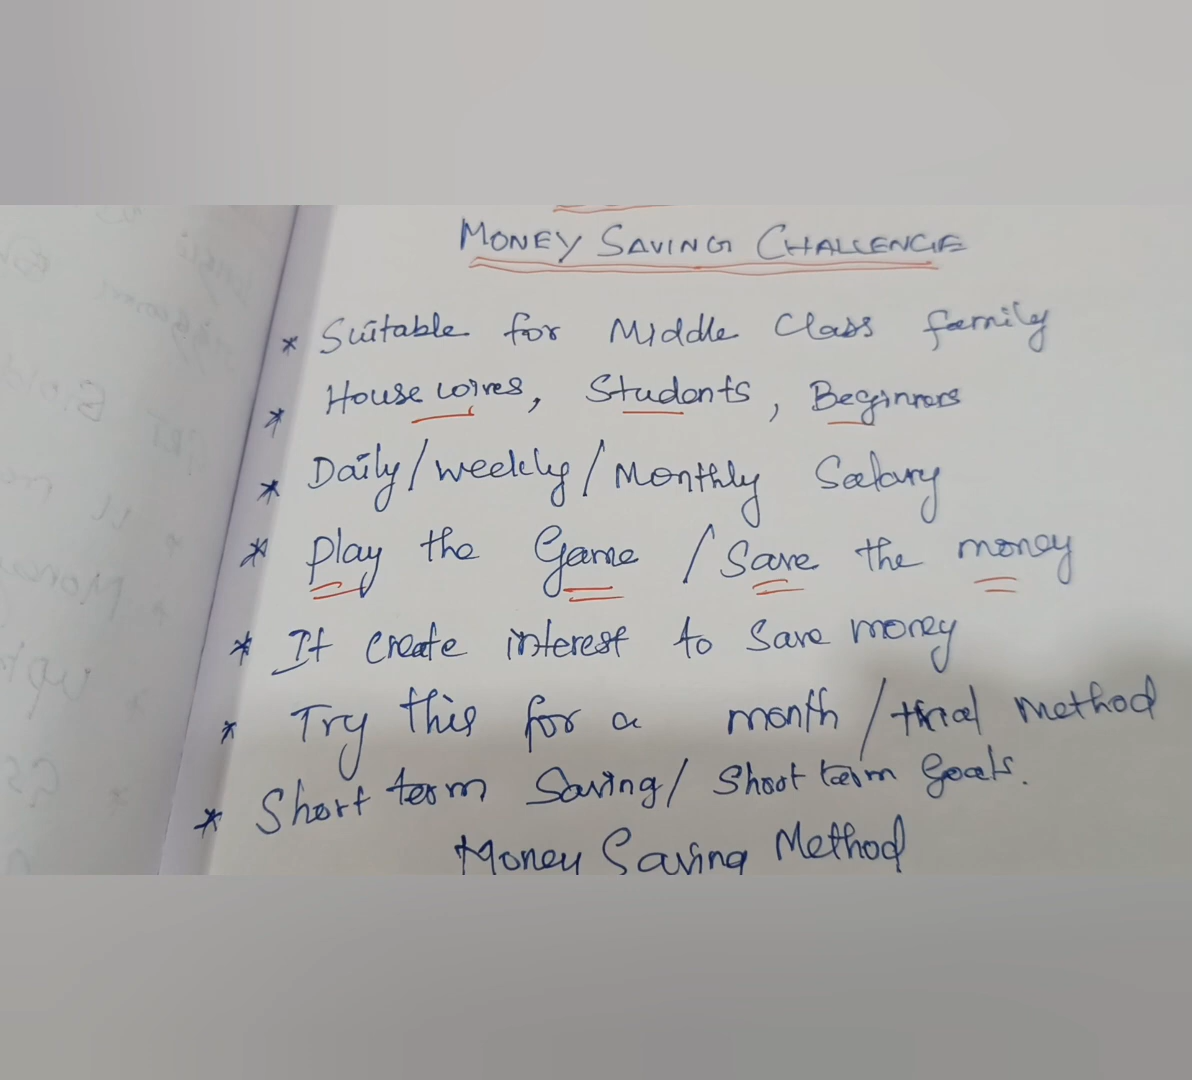 MONEY SAVING CHALLENGE
* Suitable for Middle Class family
* House wives, Students, Beginners
* Daily/weekly/Monthly Salary
* Play the Game / Save the money
* It create interest to Save money
* Try this for a month / trial method
* Short term Saving/ Short term Goals.
Money Saving Method